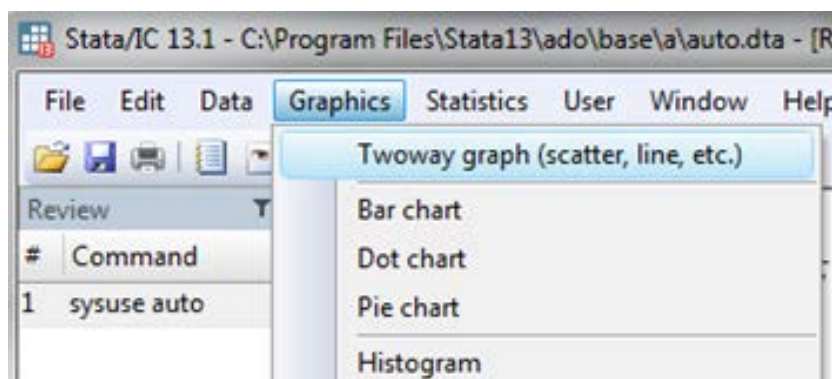 Stata/IC 13.1 - C:\Program Files\Stata13\ado\base\a\auto.dta - [R
File Edit Data Graphics Statistics User Window Help
Twoway graph (scatter, line, etc.)
Review
Bar chart
# Command
Dot chart
1 sysuse auto
Pie chart
Histogram